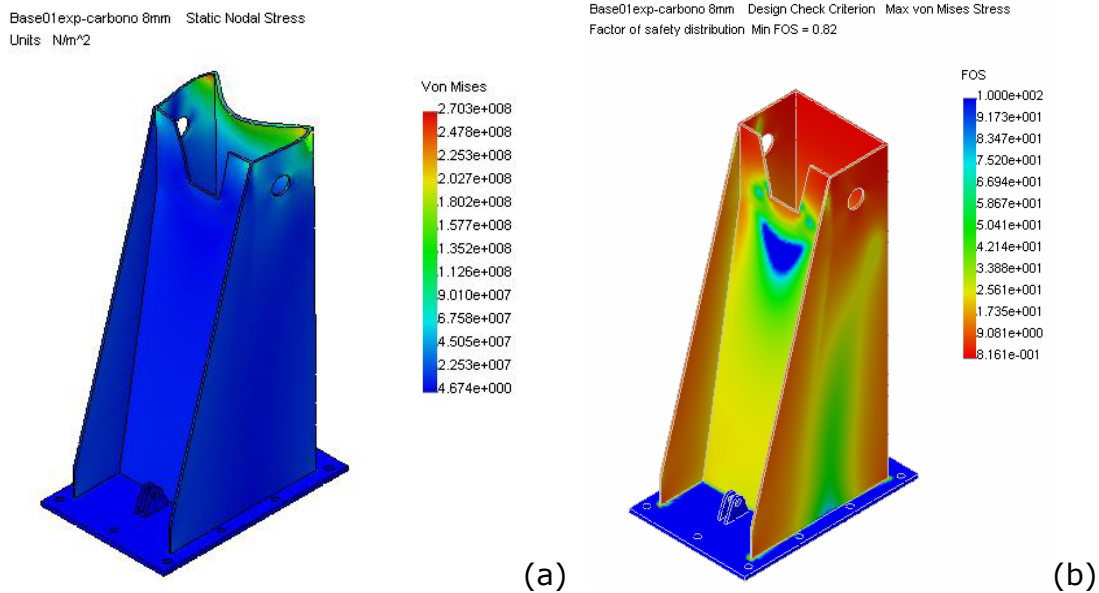 Base01exp-carbono 8mm Static Nodal Stress
Units N/m^2
Von Mises
2.703e+008
2.478e+008
2.253e+008
2.027e+008
1.802e+008
1.577e+008
1.352e+008
1.126e+008
9.010e+007
6.758e+007
4.505e+007
2.253e+007
4.674e+000
(a)
Base01exp-carbono 8mm Design Check Criterion Max von Mises Stress
Factor of safety distribution Min FOS = 0.82
FOS
1.000e+002
9.173e+001
8.347e+001
7.520e+001
6.694e+001
5.867e+001
5.041e+001
4.214e+001
3.388e+001
2.561e+001
1.735e+001
9.081e+000
8.161e-001
(b)